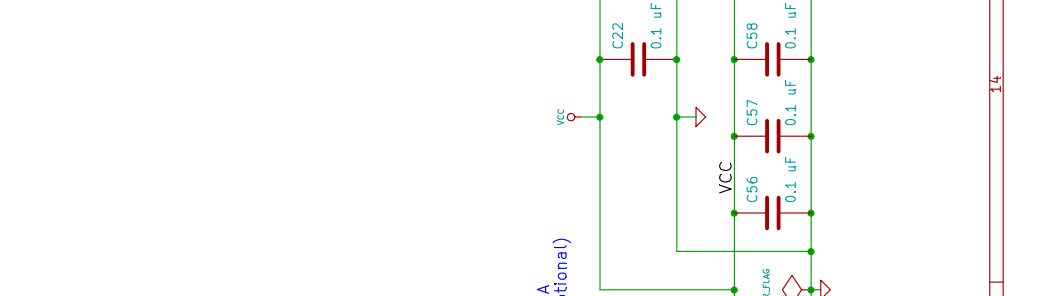 C22
0.1 uF
C58
0.1 uF
VCC
C57
0.1 uF
14
VCC
C56
0.1 uF
A
tional)
R_FLAG